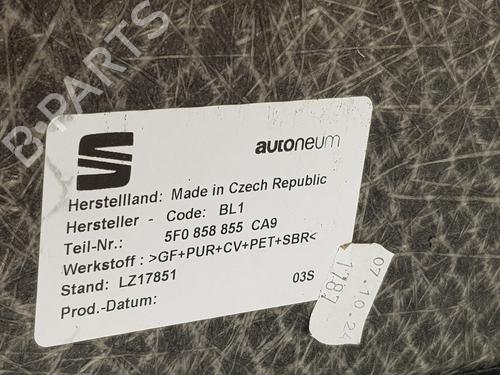 B-PARTS
autoneum
Herstellland: Made in Czech Republic
Hersteller - Code: BL1
Teil-Nr.: 5F0 858 855 CA9
Werkstoff : >GF+PUR+CV+PET+SBR<
Stand: LZ17851
Prod.-Datum: 03S
07.10.24
1787